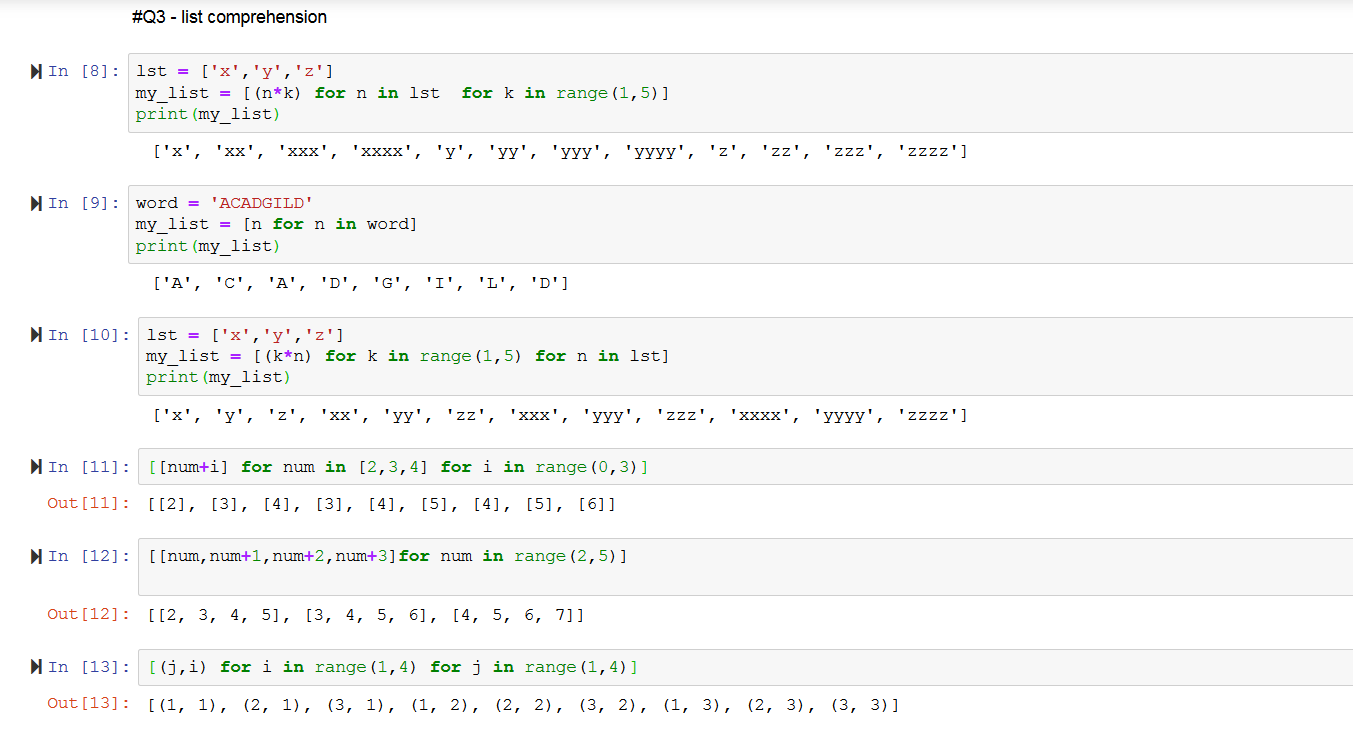 #Q3 - list comprehension
In [8]: lst = ['x','y','z']
my_list = [(n*k) for n in lst  for k in range(1,5)]
print(my_list)
['x', 'xx', 'xxx', 'xxxx', 'y', 'yy', 'yyy', 'yyyy', 'z', 'zz', 'zzz', 'zzzz']
In [9]: word = 'ACADGILD'
my_list = [n for n in word]
print(my_list)
['A', 'C', 'A', 'D', 'G', 'I', 'L', 'D']
In [10]: lst = ['x','y','z']
my_list = [(k*n) for k in range(1,5) for n in lst]
print(my_list)
['x', 'y', 'z', 'xx', 'yy', 'zz', 'xxx', 'yyy', 'zzz', 'xxxx', 'yyyy', 'zzzz']
In [11]: [[num+i] for num in [2,3,4] for i in range(0,3)]
Out[11]: [[2], [3], [4], [3], [4], [5], [4], [5], [6]]
In [12]: [[num,num+1,num+2,num+3]for num in range(2,5)]
Out[12]: [[2, 3, 4, 5], [3, 4, 5, 6], [4, 5, 6, 7]]
In [13]: [(j,i) for i in range(1,4) for j in range(1,4)]
Out[13]: [(1, 1), (2, 1), (3, 1), (1, 2), (2, 2), (3, 2), (1, 3), (2, 3), (3, 3)]